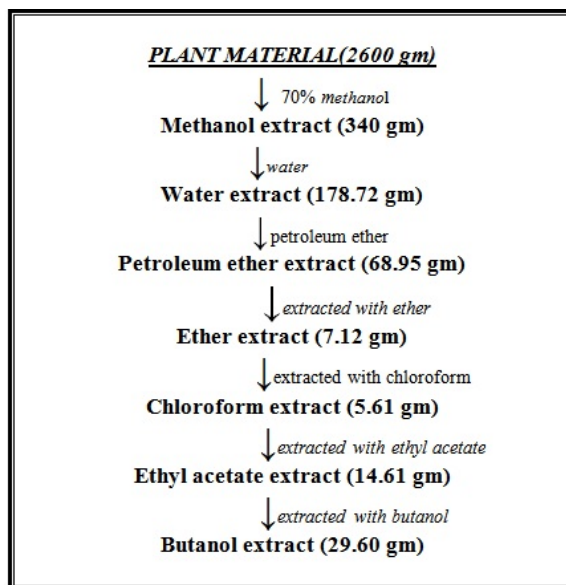 PLANT MATERIAL(2600 gm)
70% methanol
Methanol extract (340 gm)
water
Water extract (178.72 gm)
petroleum ether
Petroleum ether extract (68.95 gm)
extracted with ether
Ether extract (7.12 gm)
extracted with chloroform
Chloroform extract (5.61 gm)
extracted with ethyl acetate
Ethyl acetate extract (14.61 gm)
extracted with butanol
Butanol extract (29.60 gm)